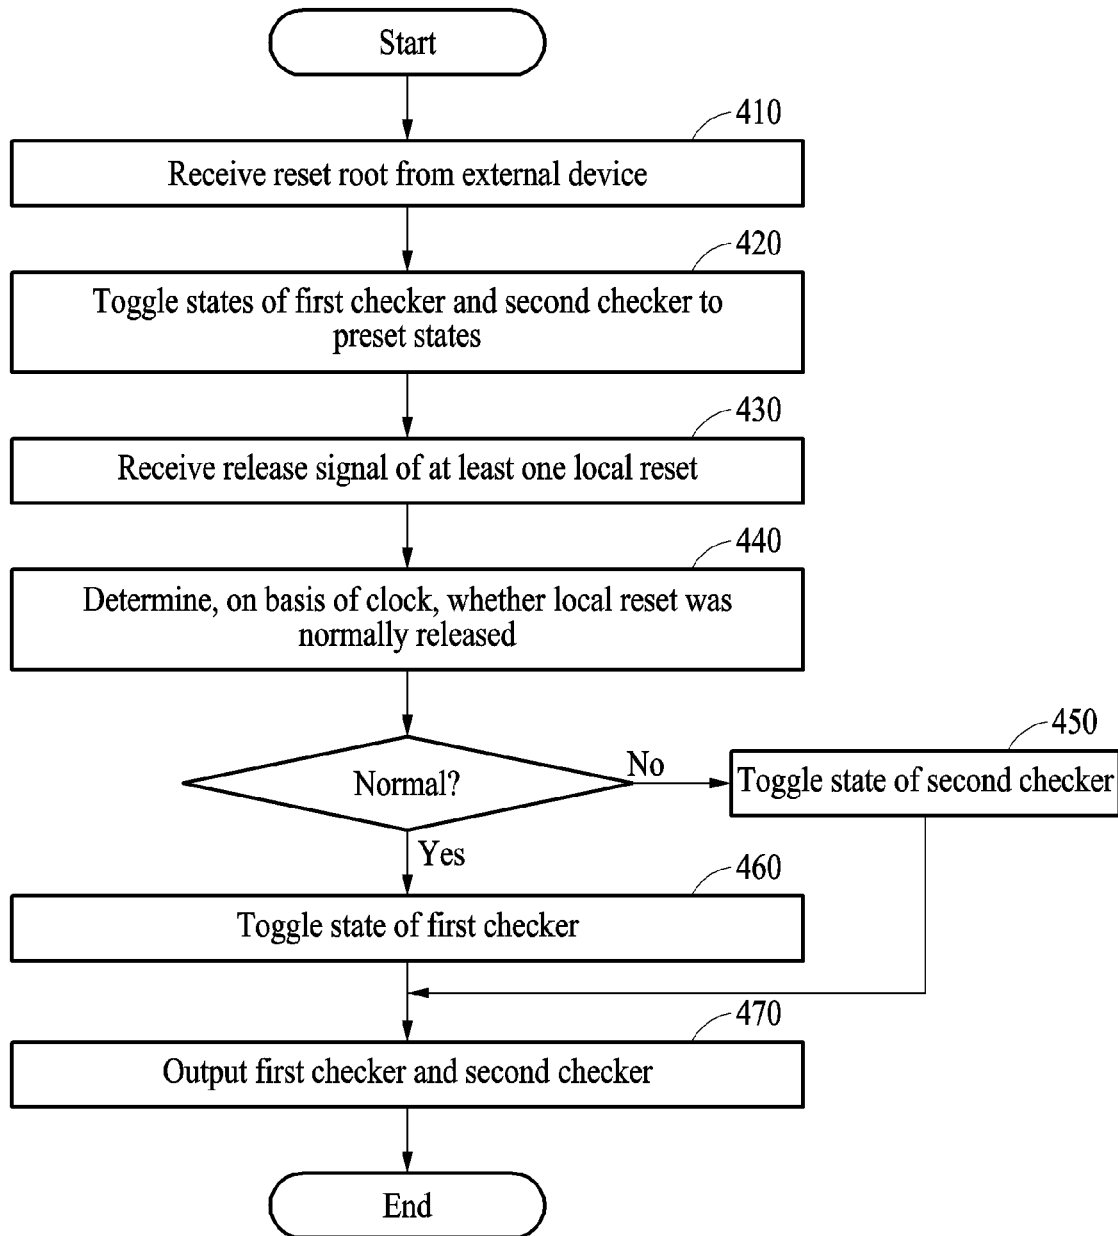 Start
410
Receive reset root from external device
420
Toggle states of first checker and second checker to
preset states
430
Receive release signal of at least one local reset
440
Determine, on basis of clock, whether local reset was
normally released
450
Normal?
No
Toggle state of second checker
Yes
460
Toggle state of first checker
470
Output first checker and second checker
End